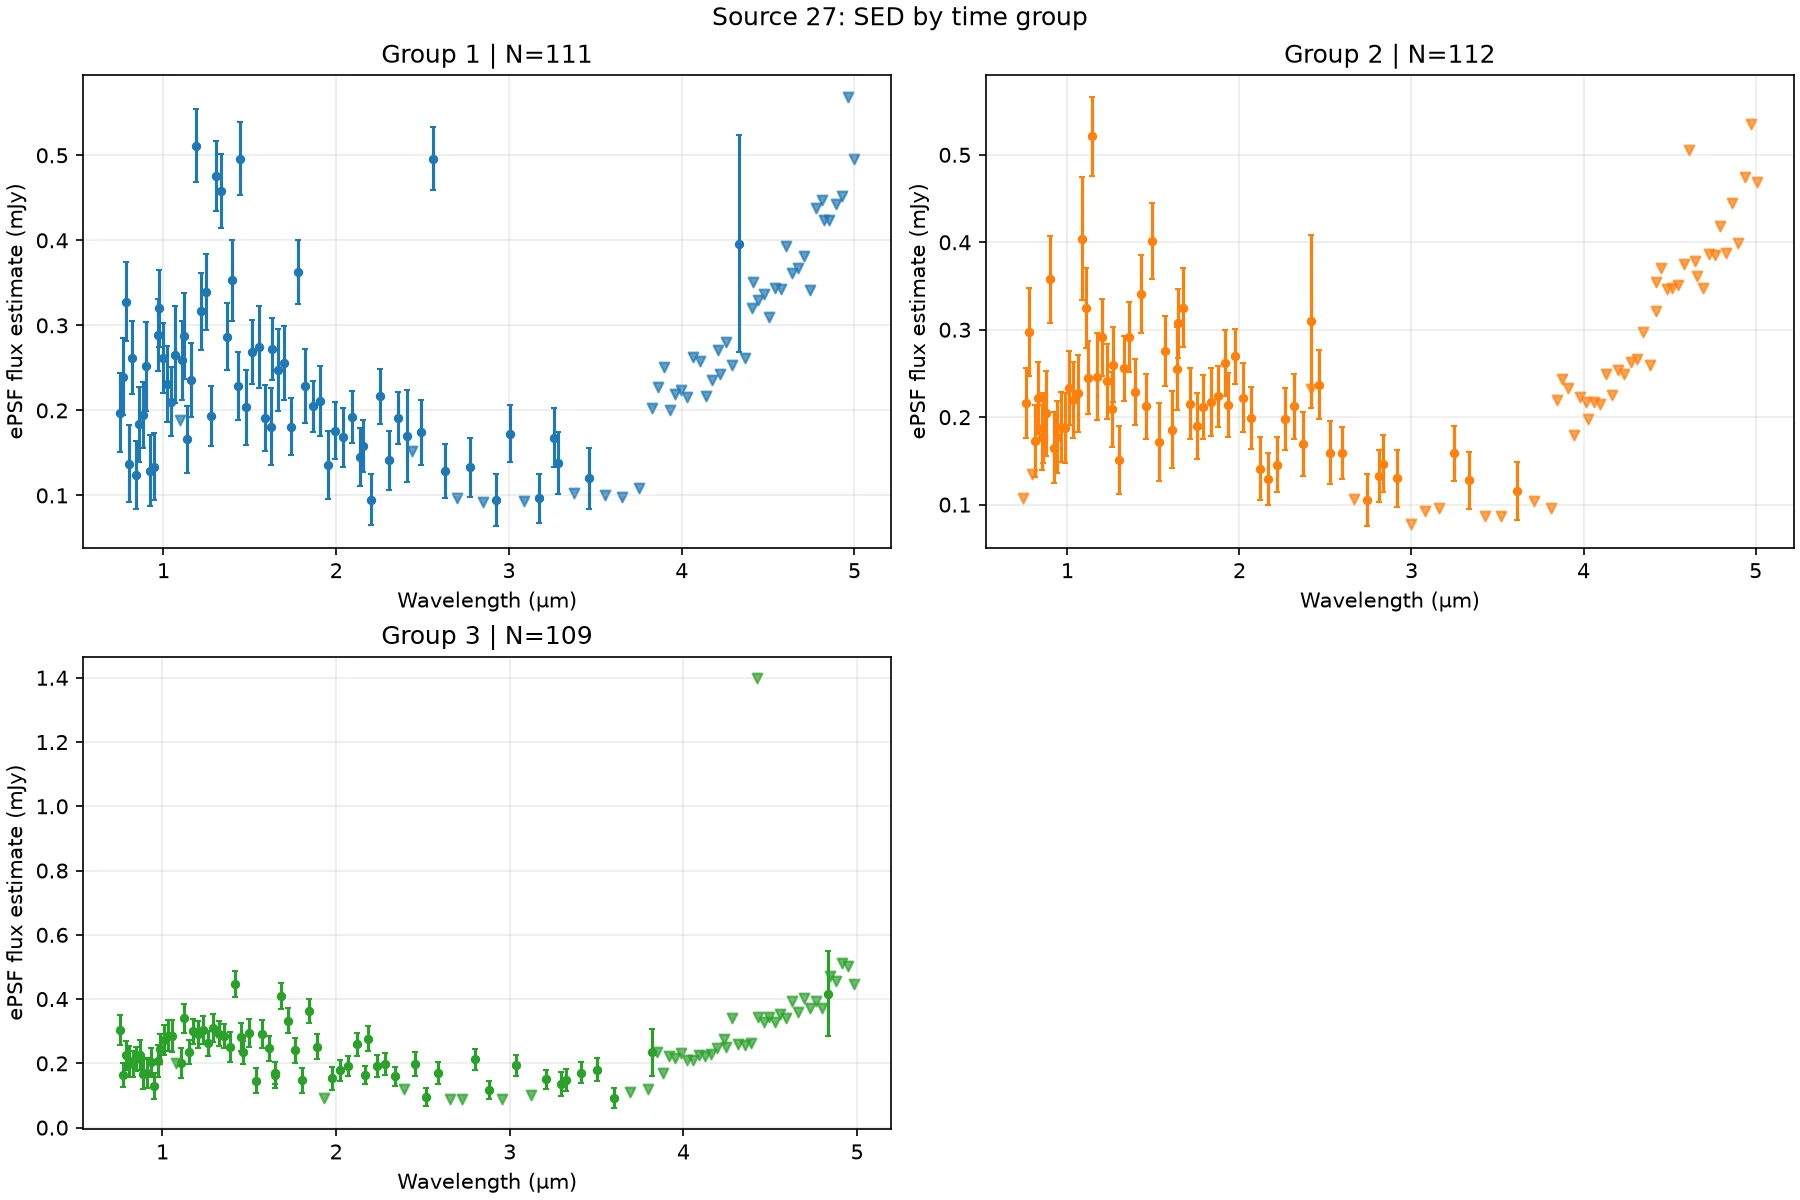 Source 27: SED by time group
Group 1 | N=111
ePSF flux estimate (mJy)
0.5
0.4
0.3
0.2
0.1
1 2 3 4 5
Wavelength (µm)
Group 2 | N=112
ePSF flux estimate (mJy)
0.5
0.4
0.3
0.2
0.1
1 2 3 4 5
Wavelength (µm)
Group 3 | N=109
ePSF flux estimate (mJy)
1.4
1.2
1.0
0.8
0.6
0.4
0.2
0.0
1 2 3 4 5
Wavelength (µm)